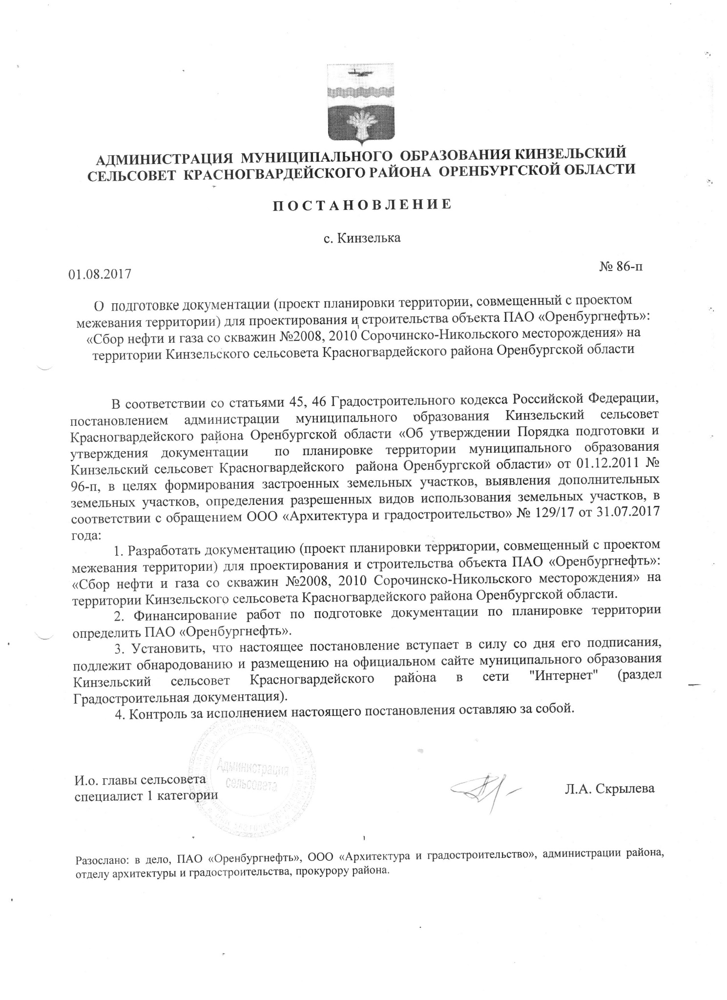 АДМИНИСТРАЦИЯ МУНИЦИПАЛЬНОГО ОБРАЗОВАНИЯ КИНЗЕЛЬСКИЙ
СЕЛЬСОВЕТ КРАСНОГВАРДЕЙСКОГО РАЙОНА ОРЕНБУРГСКОЙ ОБЛАСТИ
П О С Т А Н О В Л Е Н И Е
с. Кинзелька
01.08.2017 № 86-п
О подготовке документации (проект планировки территории, совмещенный с проектом
межевания территории) для проектирования и строительства объекта ПАО «Оренбургнефть»:
«Сбор нефти и газа со скважин №2008, 2010 Сорочинско-Никольского месторождения» на
территории Кинзельского сельсовета Красногвардейского района Оренбургской области
В соответствии со статьями 45, 46 Градостроительного кодекса Российской Федерации,
постановлением администрации муниципального образования Кинзельский сельсовет
Красногвардейского района Оренбургской области «Об утверждении Порядка подготовки и
утверждения документации по планировке территории муниципального образования
Кинзельский сельсовет Красногвардейского района Оренбургской области» от 01.12.2011 №
96-п, в целях формирования застроенных земельных участков, выявления дополнительных
земельных участков, определения разрешенных видов использования земельных участков, в
соответствии с обращением ООО «Архитектура и градостроительство» № 129/17 от 31.07.2017
года:
1. Разработать документацию (проект планировки территории, совмещенный с проектом
межевания территории) для проектирования и строительства объекта ПАО «Оренбургнефть»:
«Сбор нефти и газа со скважин №2008, 2010 Сорочинско-Никольского месторождения» на
территории Кинзельского сельсовета Красногвардейского района Оренбургской области.
2. Финансирование работ по подготовке документации по планировке территории
определить ПАО «Оренбургнефть».
3. Установить, что настоящее постановление вступает в силу со дня его подписания,
подлежит обнародованию и размещению на официальном сайте муниципального образования
Кинзельский сельсовет Красногвардейского района в сети "Интернет" (раздел
Градостроительная документация).
4. Контроль за исполнением настоящего постановления оставляю за собой.
Администрация
сельсовета
И.о. главы сельсовета
специалист 1 категории Л.А. Скрылева
Разослано: в дело, ПАО «Оренбургнефть», ООО «Архитектура и градостроительство», администрации района,
отделу архитектуры и градостроительства, прокурору района.